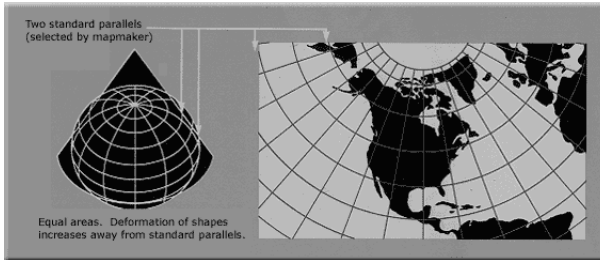 Two standard parallels
(selected by mapmaker)
Equal areas.  Deformation of shapes
increases away from standard parallels.